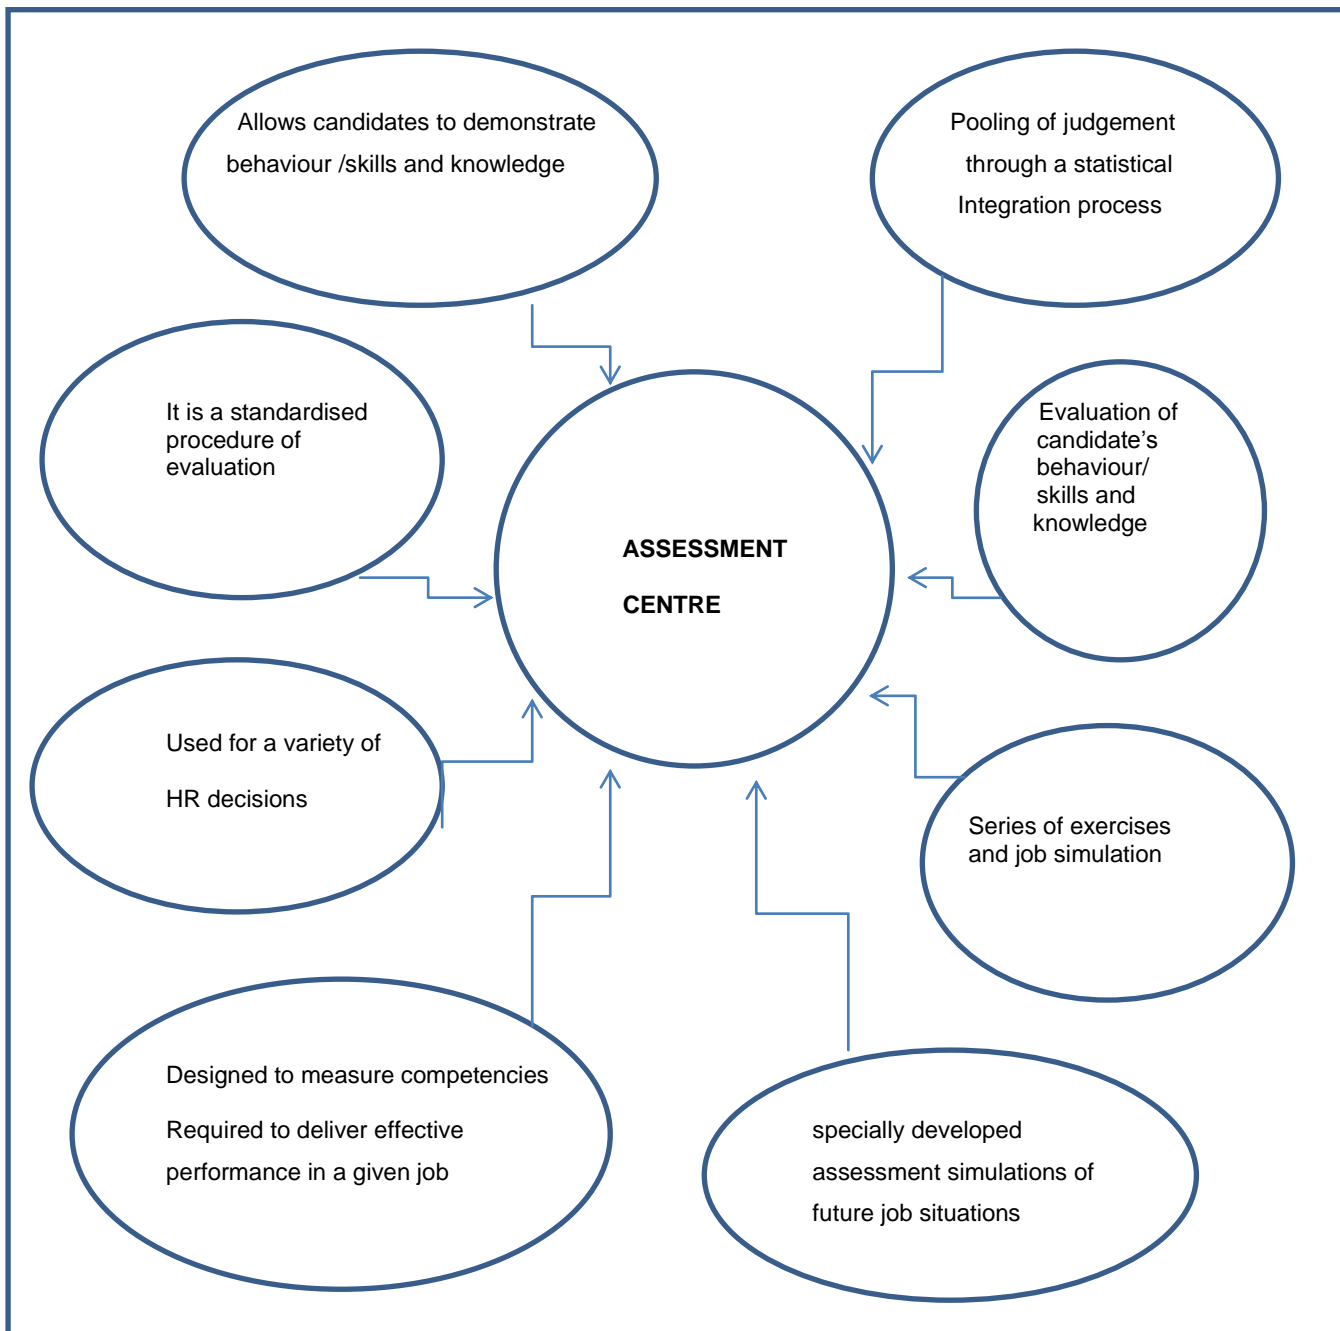 Allows candidates to demonstrate
behaviour /skills and knowledge
Pooling of judgement
through a statistical
Integration process
It is a standardised
procedure of
evaluation
Evaluation of
candidate’s
behaviour/
skills and
knowledge
ASSESSMENT
CENTRE
Used for a variety of
HR decisions
Series of exercises
and job simulation
Designed to measure competencies
Required to deliver effective
performance in a given job
specially developed
assessment simulations of
future job situations